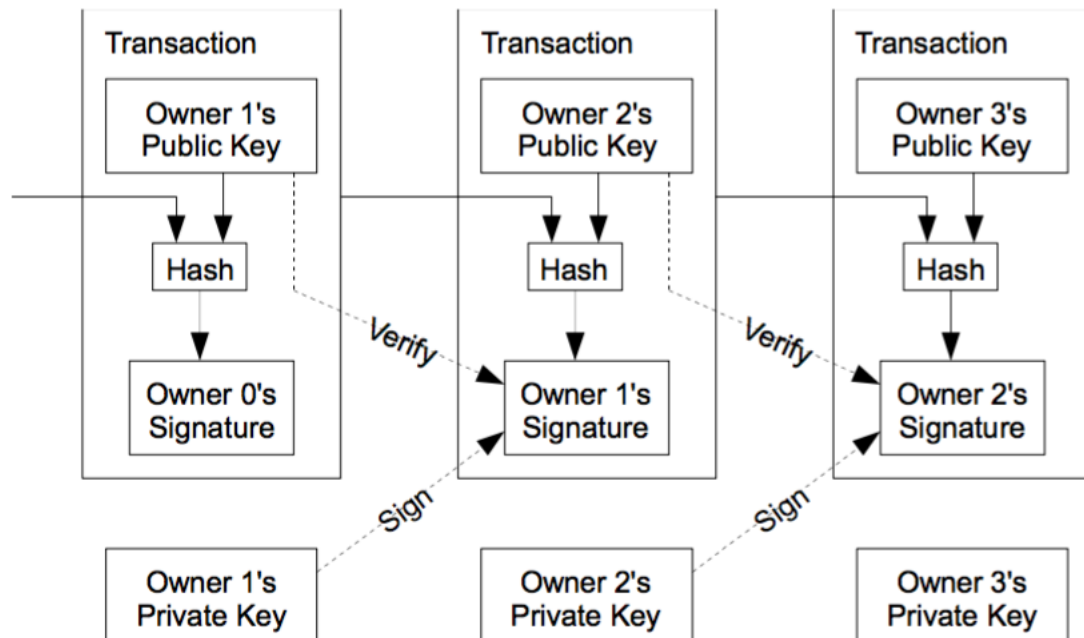 Transaction
Owner 1's
Public Key
Hash
Owner 0's
Signature
Transaction
Owner 2's
Public Key
Hash
Verify
Owner 1's
Signature
Transaction
Owner 3's
Public Key
Hash
Verify
Owner 2's
Signature
Sign
Sign
Owner 1's
Private Key
Owner 2's
Private Key
Owner 3's
Private Key